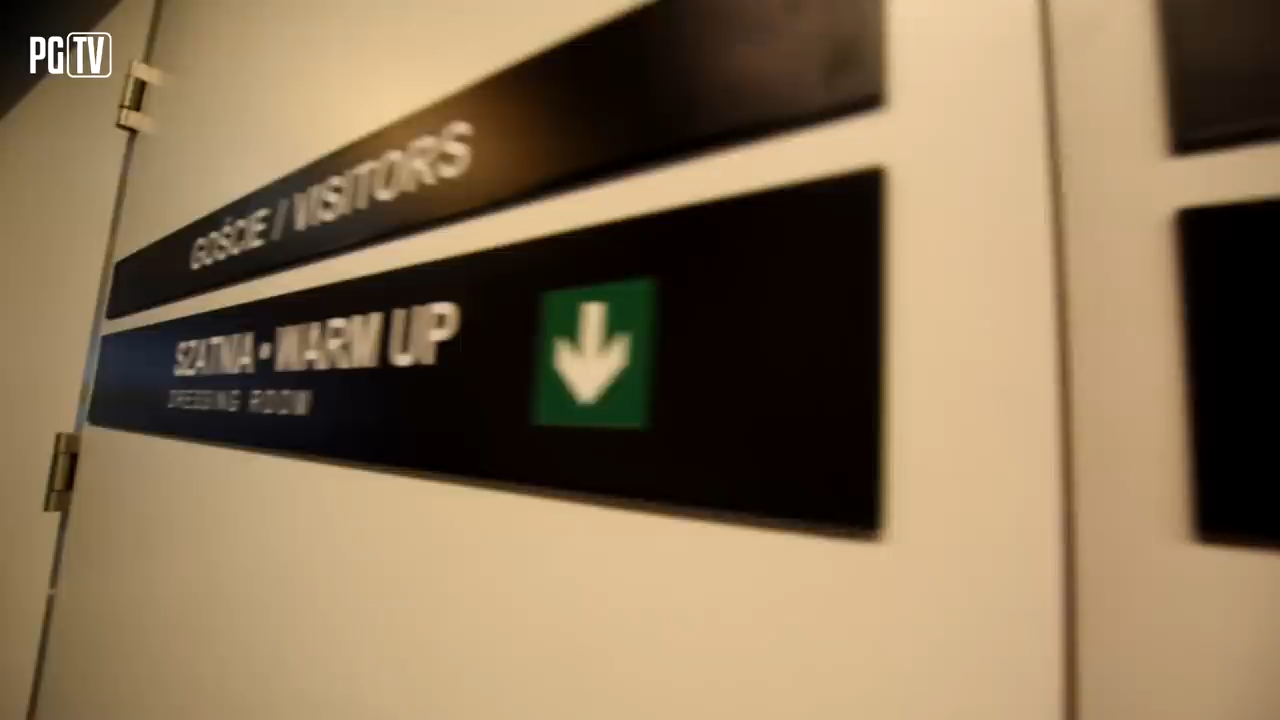 PGTV
GOŚCIE / VISITORS
SZATNIA • WARM UP
DRESSING ROOM